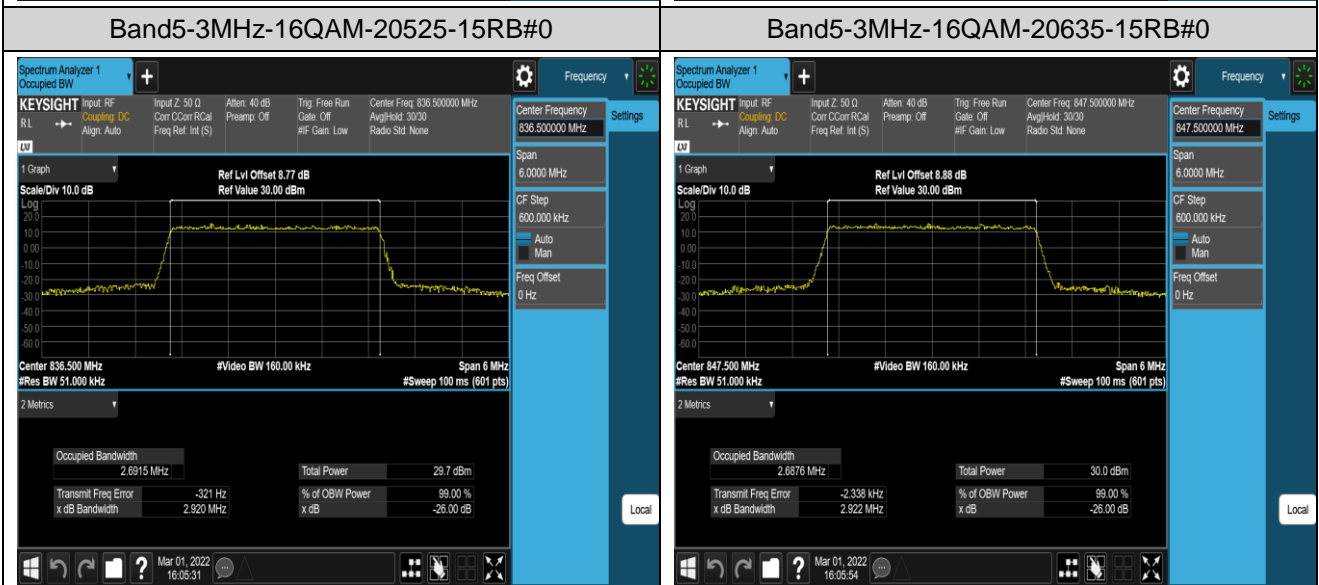 Band5-3MHz-16QAM-20525-15RB#0
Spectrum Analyzer 1
Occupied BW
+
Frequency
KEYSIGHT
RL
LXI
Input: RF
Coupling: DC
Align: Auto
Input Z: 50 Ω
Corr CCorr RCal
Freq Ref: Int (S)
Atten: 40 dB
Preamp: Off
Trig: Free Run
Gate: Off
#IF Gain: Low
Center Freq: 836.500000 MHz
Avg|Hold: 30/30
Radio Std: None
Center Frequency
836.500000 MHz
Settings
Span
6.0000 MHz
CF Step
600.000 kHz
Auto
Man
Freq Offset
0 Hz
Local
1 Graph
Scale/Div 10.0 dB
Ref Lvl Offset 8.77 dB
Ref Value 30.00 dBm
Log
20.0
10.0
0.00
-10.0
-20.0
-30.0
-40.0
-50.0
-60.0
Center 836.500 MHz
#Video BW 160.00 kHz
Span 6 MHz
#Res BW 51.000 kHz
#Sweep 100 ms (601 pts)
2 Metrics
Occupied Bandwidth
2.6915 MHz
Total Power 29.7 dBm
Transmit Freq Error -321 Hz
% of OBW Power 99.00 %
x dB Bandwidth 2.920 MHz
x dB -26.00 dB
?
Mar 01, 2022
16:05:31
Band5-3MHz-16QAM-20635-15RB#0
Spectrum Analyzer 1
Occupied BW
+
Frequency
KEYSIGHT
RL
LXI
Input: RF
Coupling: DC
Align: Auto
Input Z: 50 Ω
Corr CCorr RCal
Freq Ref: Int (S)
Atten: 40 dB
Preamp: Off
Trig: Free Run
Gate: Off
#IF Gain: Low
Center Freq: 847.500000 MHz
Avg|Hold: 30/30
Radio Std: None
Center Frequency
847.500000 MHz
Settings
Span
6.0000 MHz
CF Step
600.000 kHz
Auto
Man
Freq Offset
0 Hz
Local
1 Graph
Scale/Div 10.0 dB
Ref Lvl Offset 8.88 dB
Ref Value 30.00 dBm
Log
20.0
10.0
0.00
-10.0
-20.0
-30.0
-40.0
-50.0
-60.0
Center 847.500 MHz
#Video BW 160.00 kHz
Span 6 MHz
#Res BW 51.000 kHz
#Sweep 100 ms (601 pts)
2 Metrics
Occupied Bandwidth
2.6876 MHz
Total Power 30.0 dBm
Transmit Freq Error -2.338 kHz
% of OBW Power 99.00 %
x dB Bandwidth 2.922 MHz
x dB -26.00 dB
?
Mar 01, 2022
16:05:54